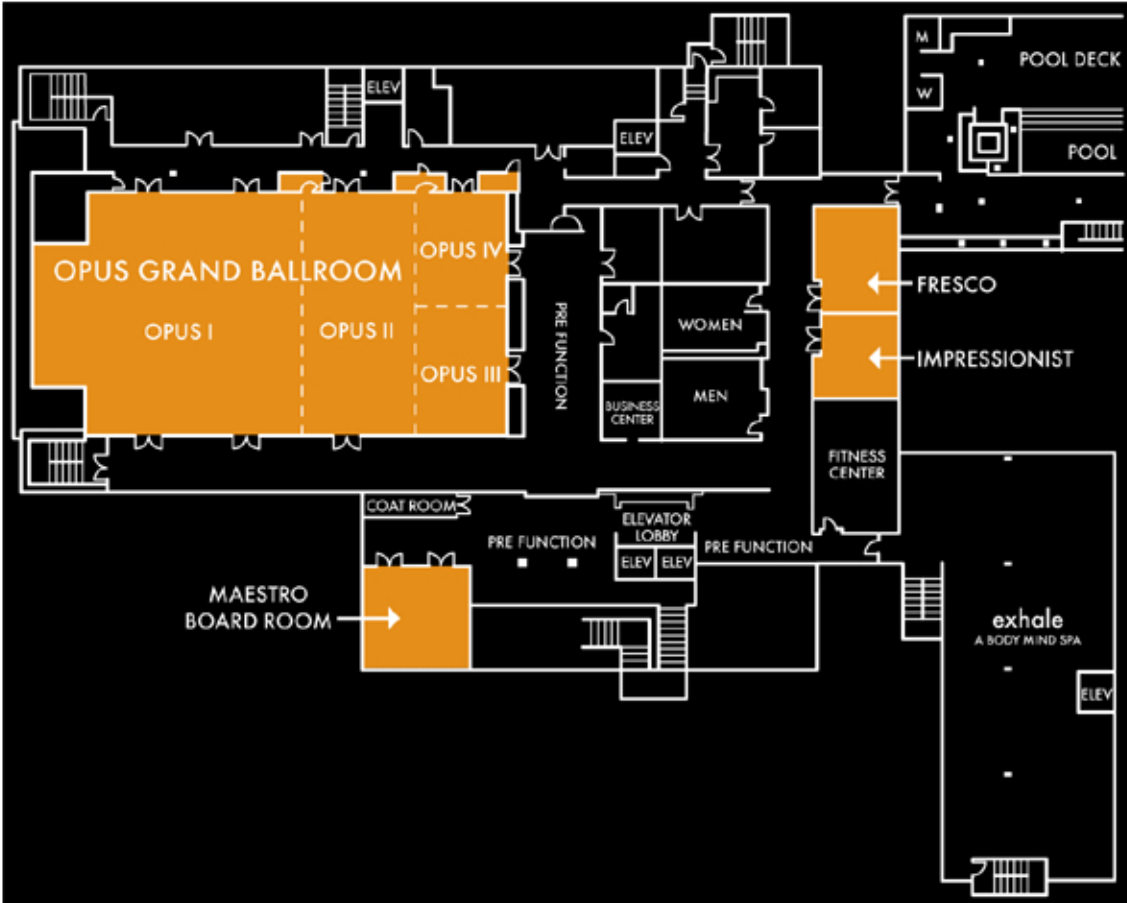 M
POOL DECK
ELEV
W
ELEV
POOL
OPUS IV
OPUS GRAND BALLROOM
FRESCO
OPUS I
OPUS II
PRE FUNCTION
WOMEN
IMPRESSIONIST
OPUS III
MEN
BUSINESS
CENTER
FITNESS
CENTER
COAT ROOM
ELEVATOR
LOBBY
PRE FUNCTION
PRE FUNCTION
ELEV
ELEV
MAESTRO
BOARD ROOM
exhale
A BODY MIND SPA
ELEV